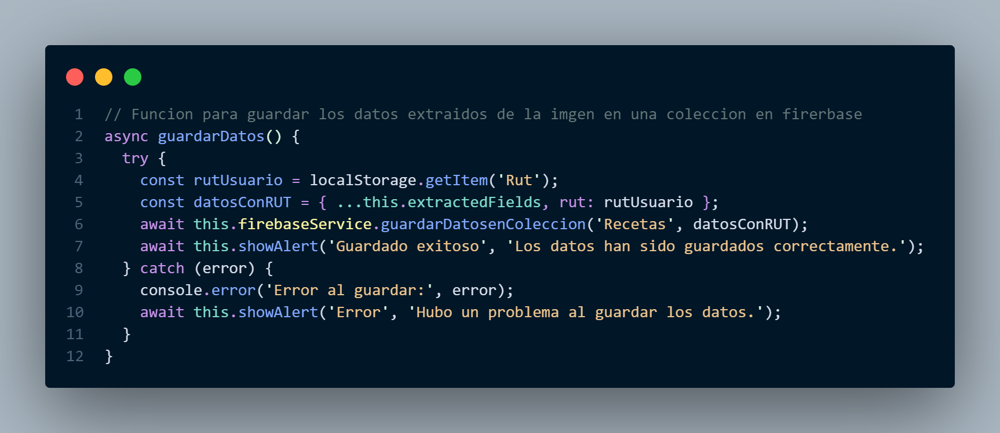 1 // Funcion para guardar los datos extraidos de la imgen en una coleccion en firerbase
2 async guardarDatos() {
3   try {
4     const rutUsuario = localStorage.getItem('Rut');
5     const datosConRUT = { ...this.extractedFields, rut: rutUsuario };
6     await this.firebaseService.guardarDatosenColeccion('Recetas', datosConRUT);
7     await this.showAlert('Guardado exitoso', 'Los datos han sido guardados correctamente.');
8   } catch (error) {
9     console.error('Error al guardar:', error);
10     await this.showAlert('Error', 'Hubo un problema al guardar los datos.');
11   }
12 }